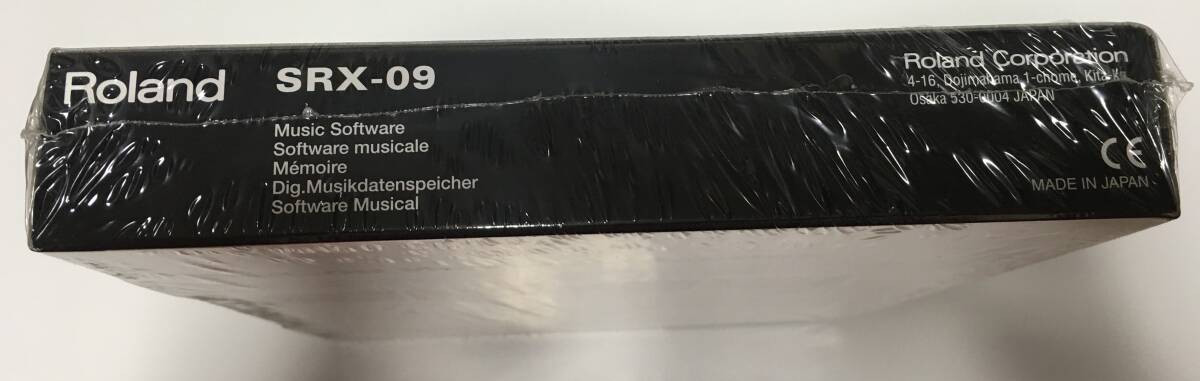 Roland
SRX-09
Music Software
Software musicale
Mémoire
Dig.Musikdatenspeicher
Software Musical
Roland Corporation
4-16, Dojimahama 1-chome, Kita-ku
Osaka 530-0004 JAPAN
CE
MADE IN JAPAN